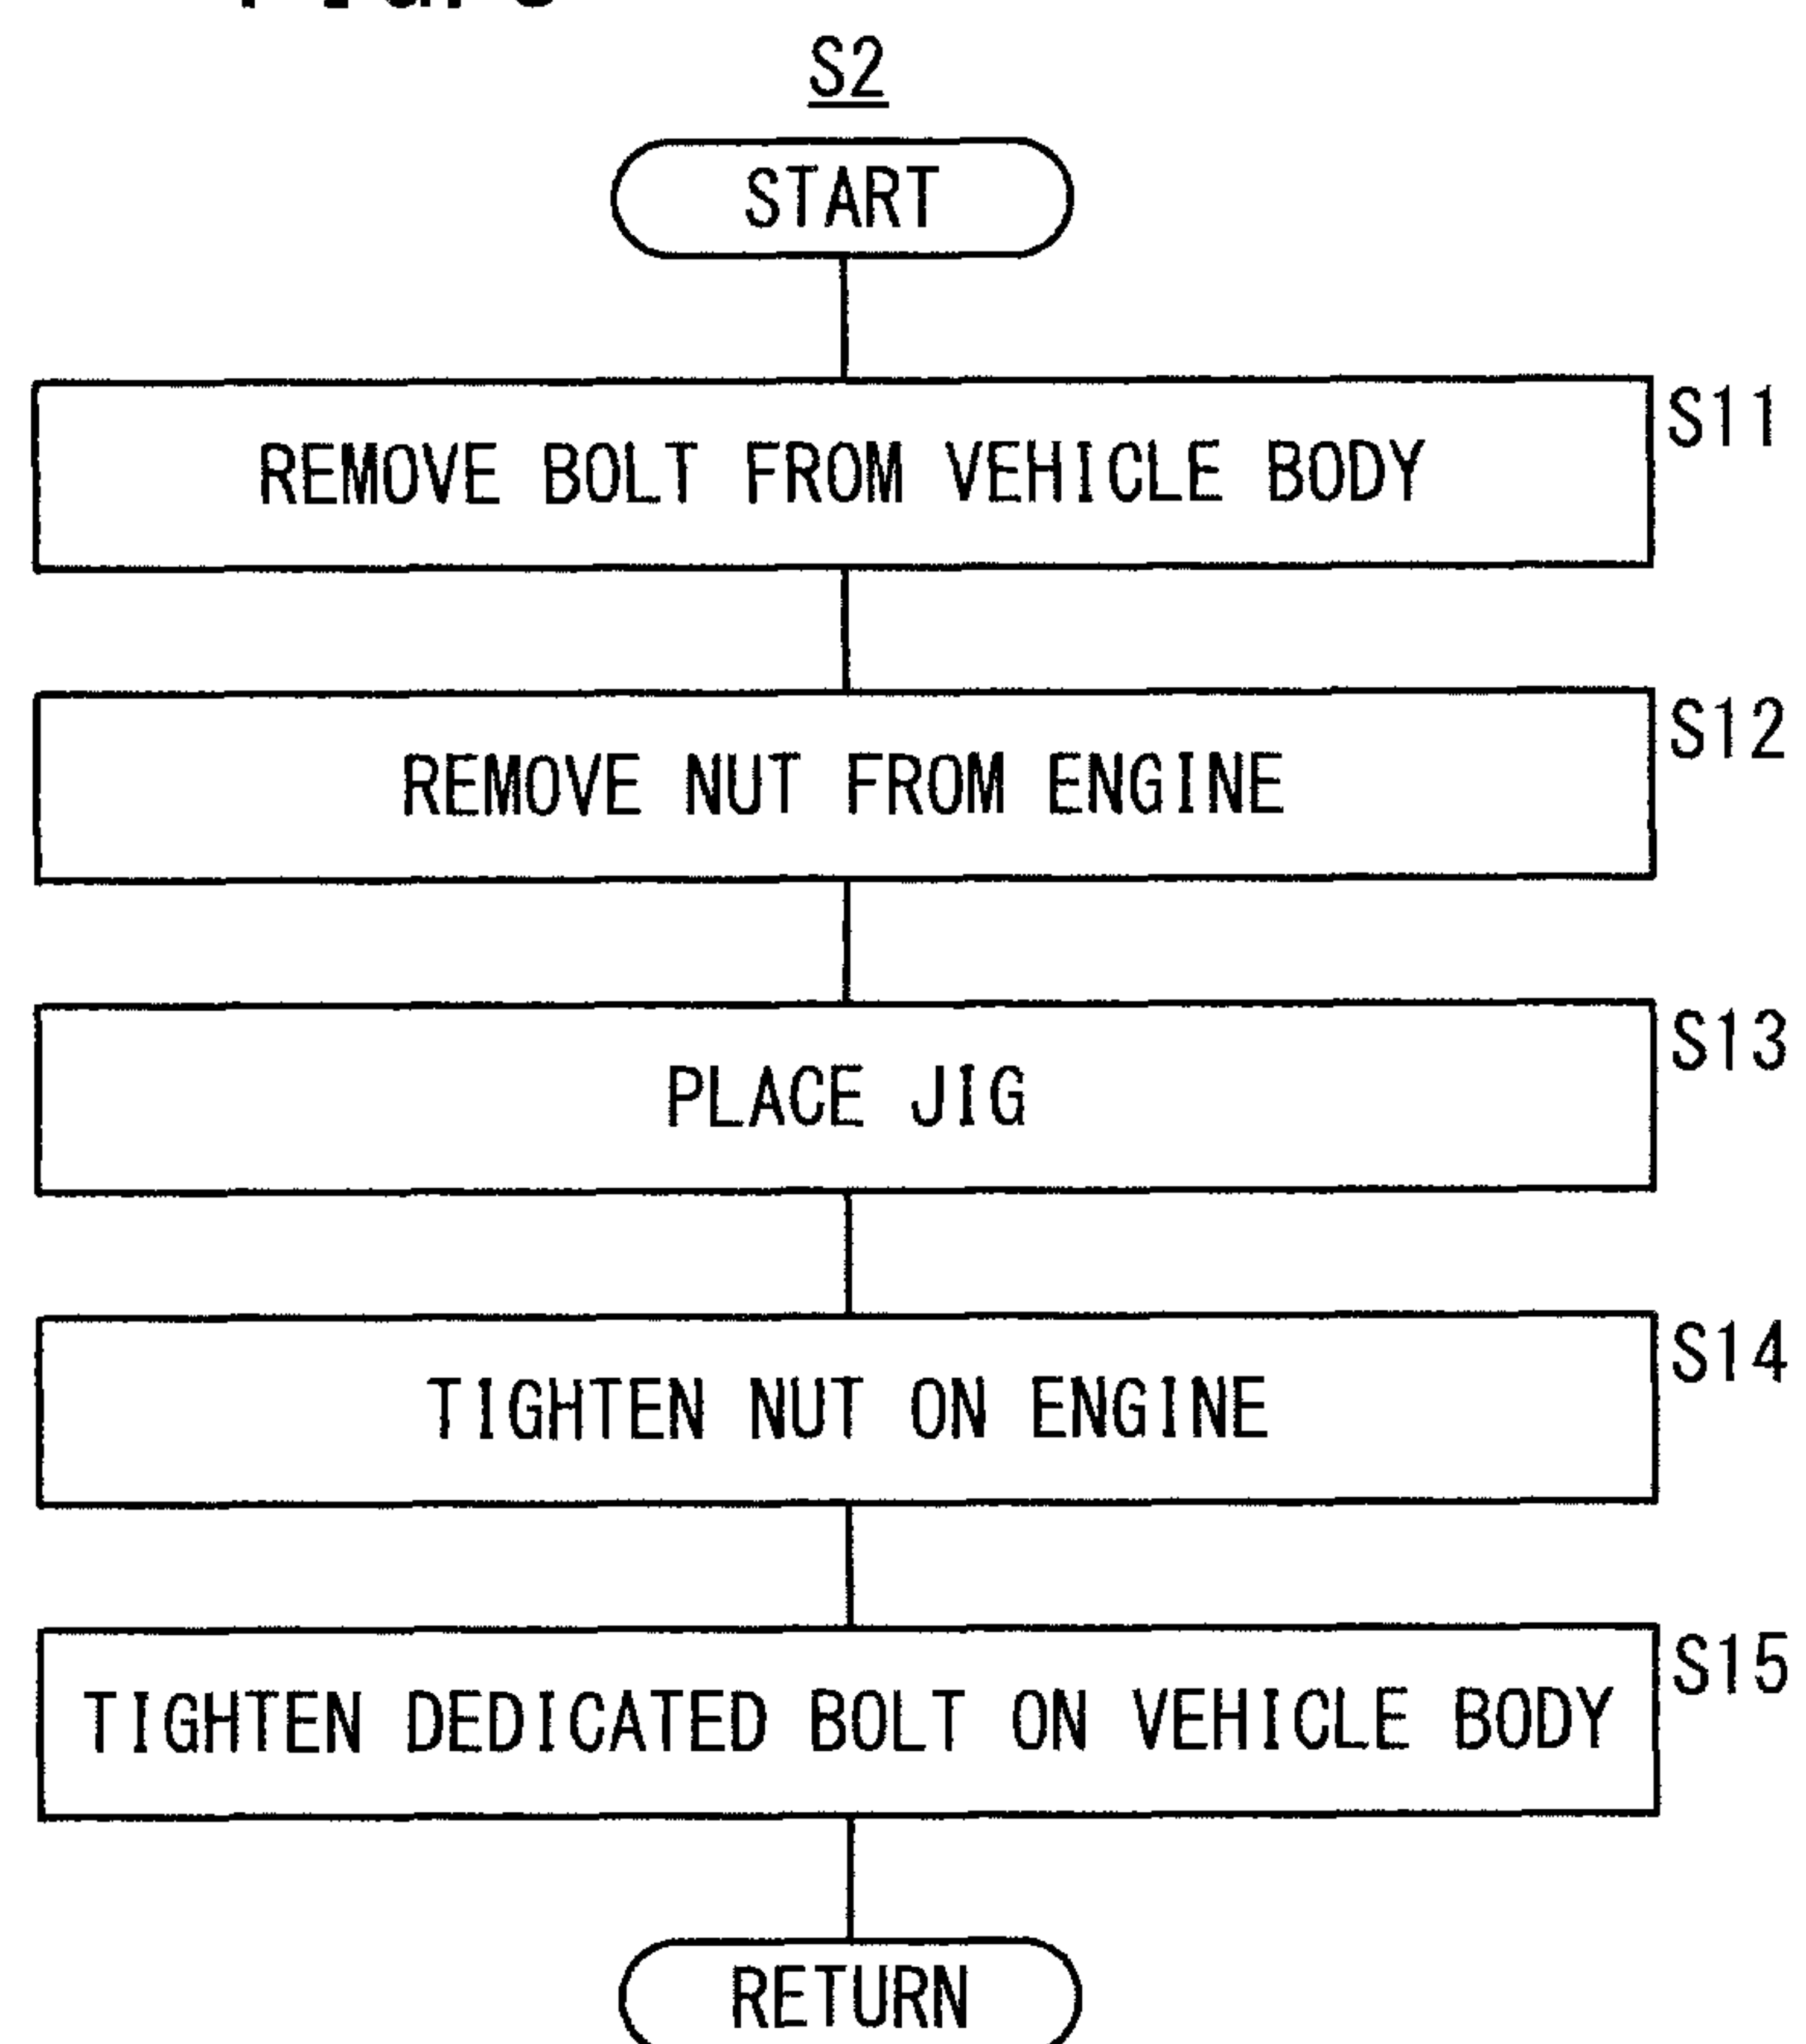 S2
START
REMOVE BOLT FROM VEHICLE BODY
S11
REMOVE NUT FROM ENGINE
S12
PLACE JIG
S13
TIGHTEN NUT ON ENGINE
S14
TIGHTEN DEDICATED BOLT ON VEHICLE BODY
S15
RETURN